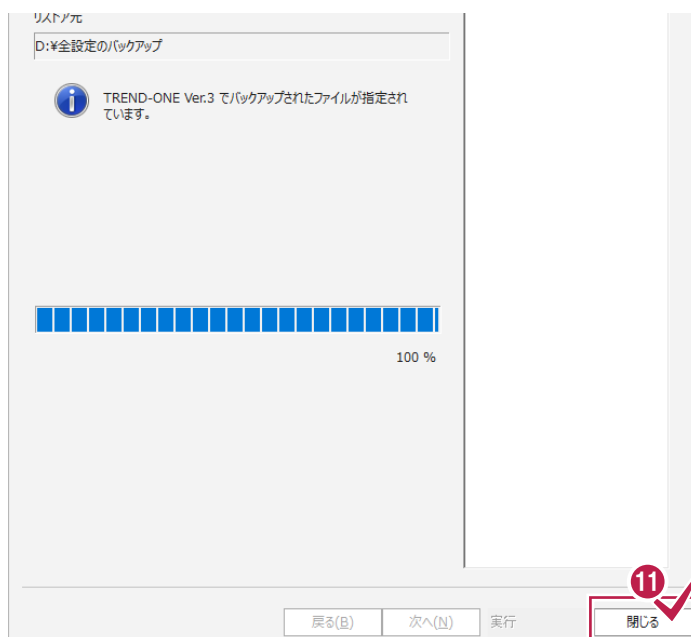 リストア元
D:¥全設定のバックアップ
TREND-ONE Ver.3 でバックアップされたファイルが指定され
ています。
100 %
11
戻る(B) 次へ(N) 実行 閉じる